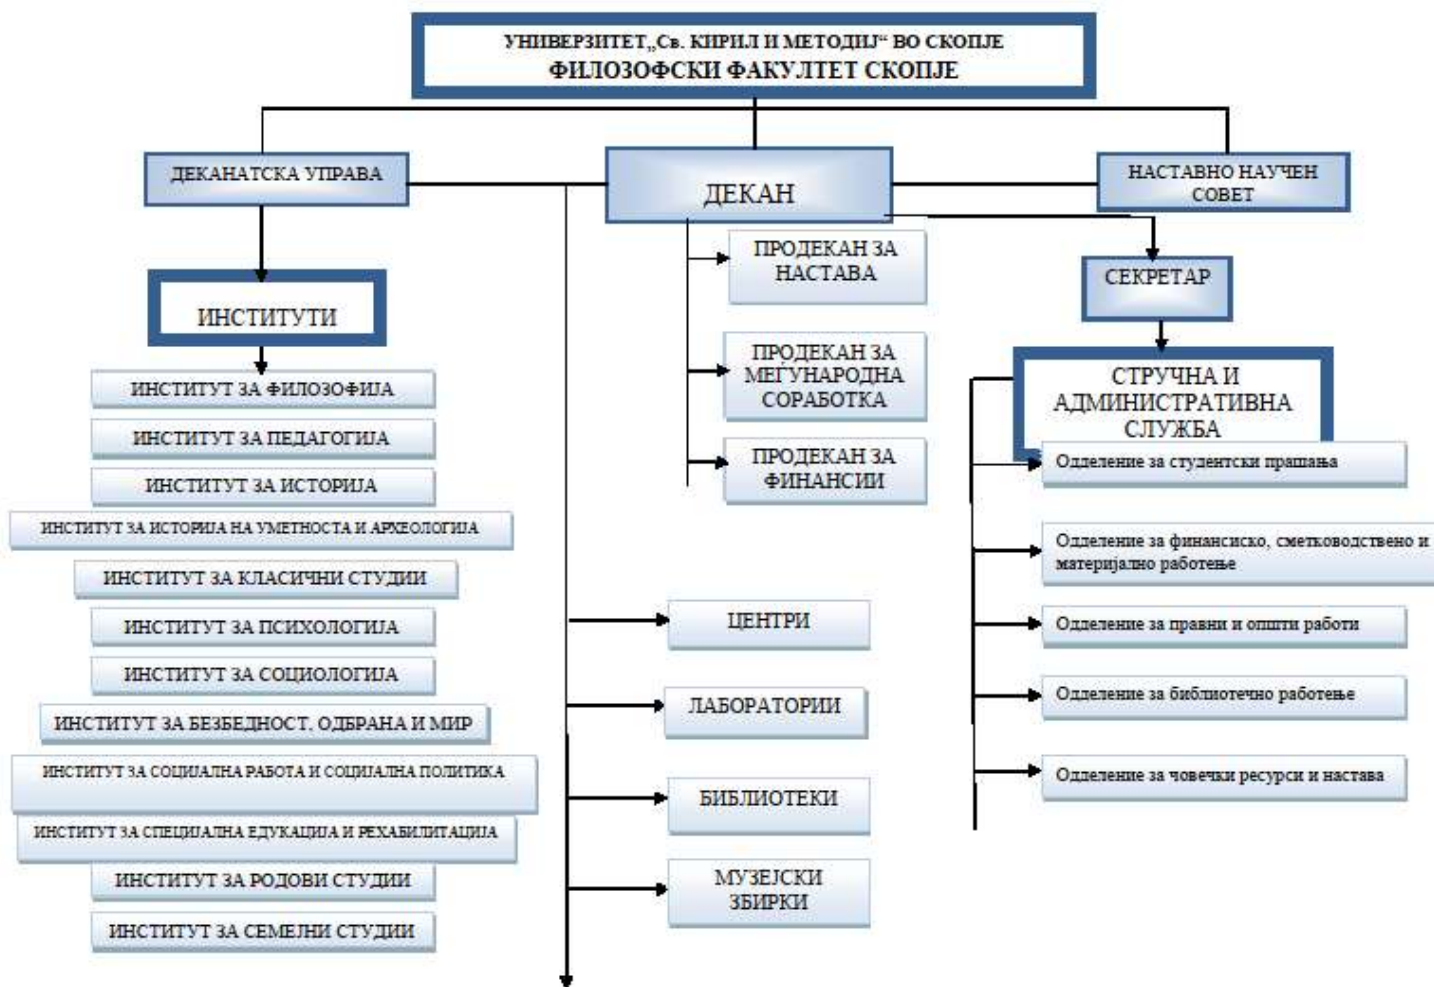 УНИВЕРЗИТЕТ„Св. КИРИЛ И МЕТОДИЈ“ ВО СКОПЈЕ
ФИЛОЗОФСКИ ФАКУЛТЕТ СКОПЈЕ
ДЕКАНАТСКА УПРАВА
ДЕКАН
НАСТАВНО НАУЧЕН
СОВЕТ
ИНСТИТУТИ
ИНСТИТУТ ЗА ФИЛОЗОФИЈА
ИНСТИТУТ ЗА ПЕДАГОГИЈА
ИНСТИТУТ ЗА ИСТОРИЈА
ИНСТИТУТ ЗА ИСТОРИЈА НА УМЕТНОСТА И АРХЕОЛОГИЈА
ИНСТИТУТ ЗА КЛАСИЧНИ СТУДИИ
ИНСТИТУТ ЗА ПСИХОЛОГИЈА
ИНСТИТУТ ЗА СОЦИОЛОГИЈА
ИНСТИТУТ ЗА БЕЗБЕДНОСТ, ОДБРАНА И МИР
ИНСТИТУТ ЗА СОЦИЈАЛНА РАБОТА И СОЦИЈАЛНА ПОЛИТИКА
ИНСТИТУТ ЗА СПЕЦИЈАЛНА ЕДУКАЦИЈА И РЕХАБИЛИТАЦИЈА
ИНСТИТУТ ЗА РОДОВИ СТУДИИ
ИНСТИТУТ ЗА СЕМЕЈНИ СТУДИИ
ПРОДЕКАН ЗА
НАСТАВА
ПРОДЕКАН ЗА
МЕЃУНАРОДНА
СОРАБОТКА
ПРОДЕКАН ЗА
ФИНАНСИИ
ЦЕНТРИ
ЛАБОРАТОРИИ
БИБЛИОТЕКИ
МУЗЕЈСКИ
ЗБИРКИ
СЕКРЕТАР
СТРУЧНА И
АДМИНИСТРАТИВНА
СЛУЖБА
Одделение за студентски прашања
Одделение за финансиско, сметководствено и
материјално работење
Одделение за правни и општи работи
Одделение за библиотечно работење
Одделение за човечки ресурси и настава